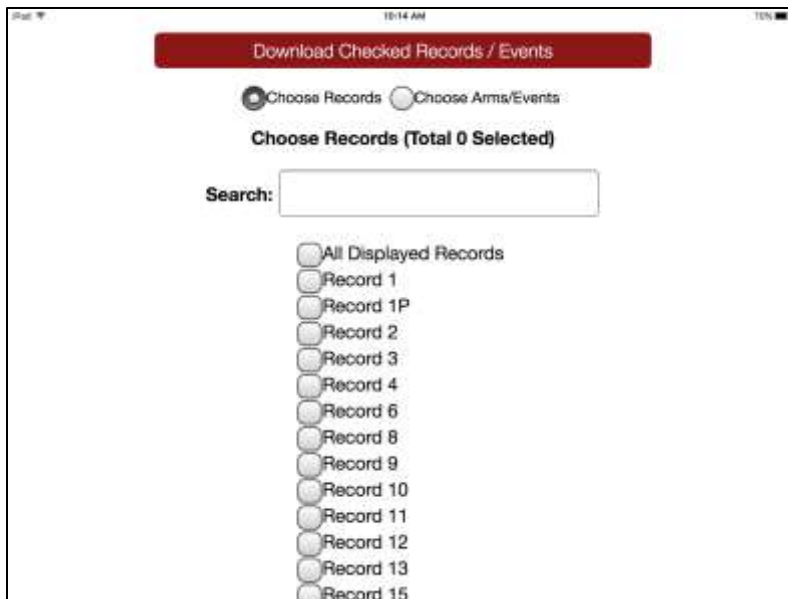 iPad
10:14 AM
70%
Download Checked Records / Events
Choose Records Choose Arms/Events
Choose Records (Total 0 Selected)
Search:
All Displayed Records
Record 1
Record 1P
Record 2
Record 3
Record 4
Record 6
Record 8
Record 9
Record 10
Record 11
Record 12
Record 13
Record 15